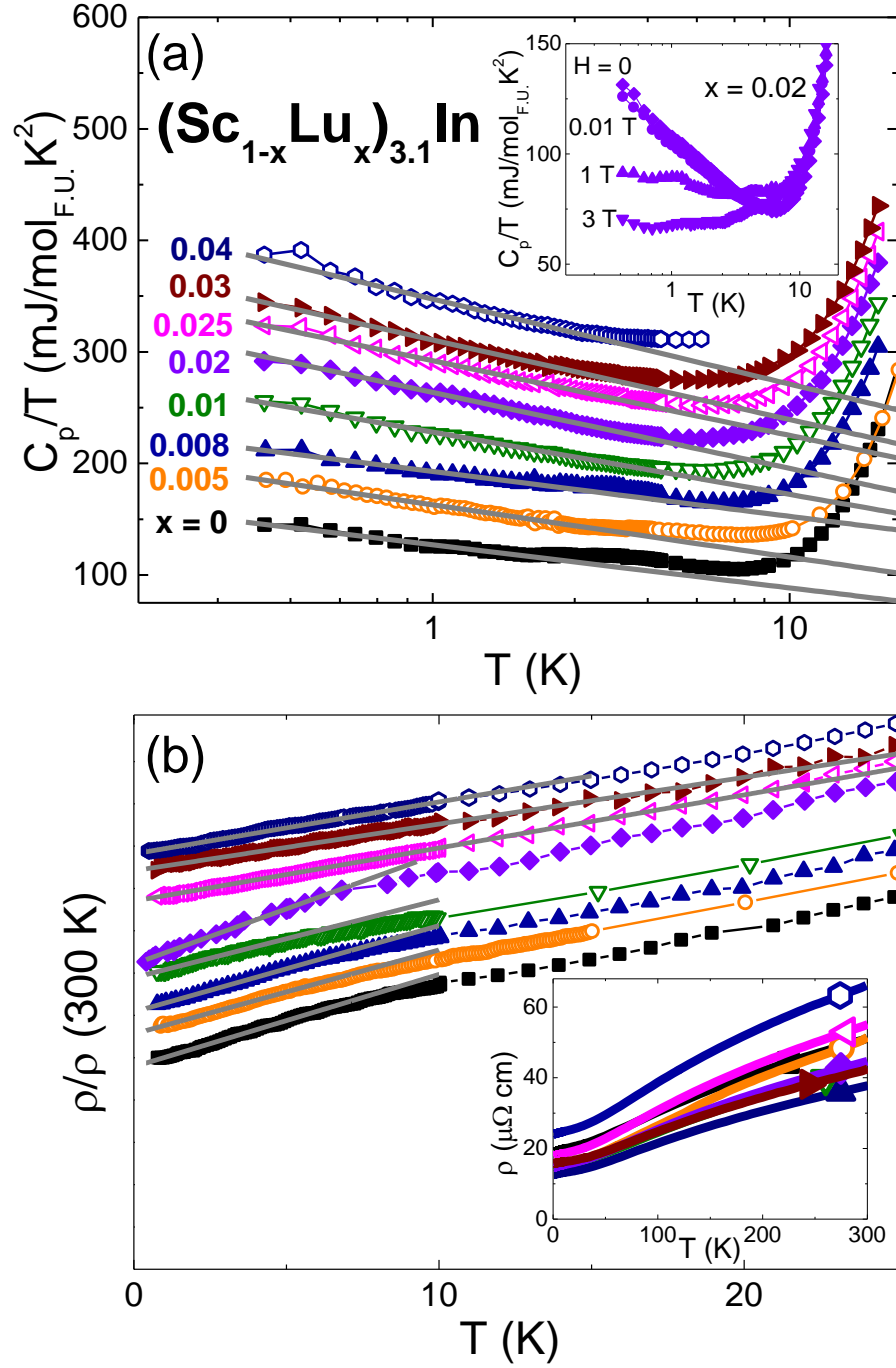 (a)
(Sc1-xLux)3.1In
600
500
400
300
200
100
Cp/T (mJ/molF.U.K2)
0.04
0.03
0.025
0.02
0.01
0.008
0.005
x = 0
1
10
T (K)
150
100
50
Cp/T (mJ/molF.U.K2)
H = 0
x = 0.02
0.01 T
1 T
3 T
1
10
T (K)
(b)
ρ/ρ (300 K)
0
10
20
T (K)
60
40
20
0
ρ (μΩ cm)
0
100
200
300
T (K)